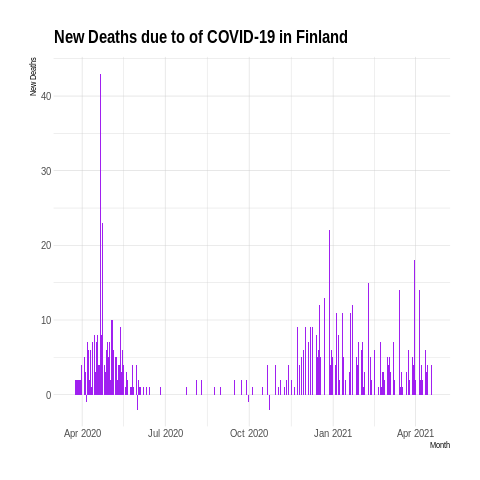 New Deaths due to of COVID-19 in Finland
New Deaths
40
30
20
10
0
Apr 2020 Jul 2020 Oct 2020 Jan 2021 Apr 2021
Month